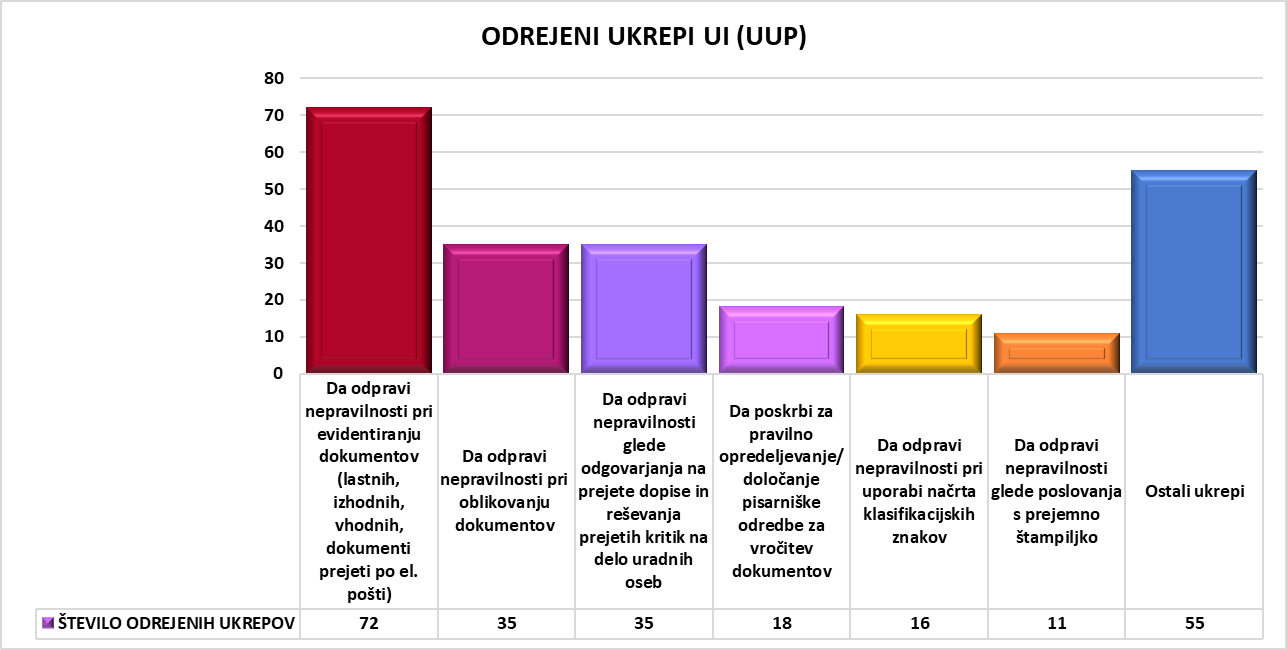 ODREJENI UKREPI UI (UUP)
80
70
60
50
40
30
20
10
0
Da odpravi
nepravilnosti pri
evidentiranju
dokumentov
(lastnih,
izhodnih,
vhodnih,
dokumenti
prejeti po el.
pošti)
Da odpravi
nepravilnosti pri
oblikovanju
dokumentov
Da odpravi
nepravilnosti
glede
odgovarjanja na
prejete dopise in
reševanja
prejetih kritik na
delo uradnih
oseb
Da poskrbi za
pravilno
opredeljevanje/
določanje
pisarniške
odredbe za
vročitev
dokumentov
Da odpravi
nepravilnosti pri
uporabi načrta
klasifikacijskih
znakov
Da odpravi
nepravilnosti
glede poslovanja
s prejemno
štampiljko
Ostali ukrepi
ŠTEVILO ODREJENIH UKREPOV 72 35 35 18 16 11 55